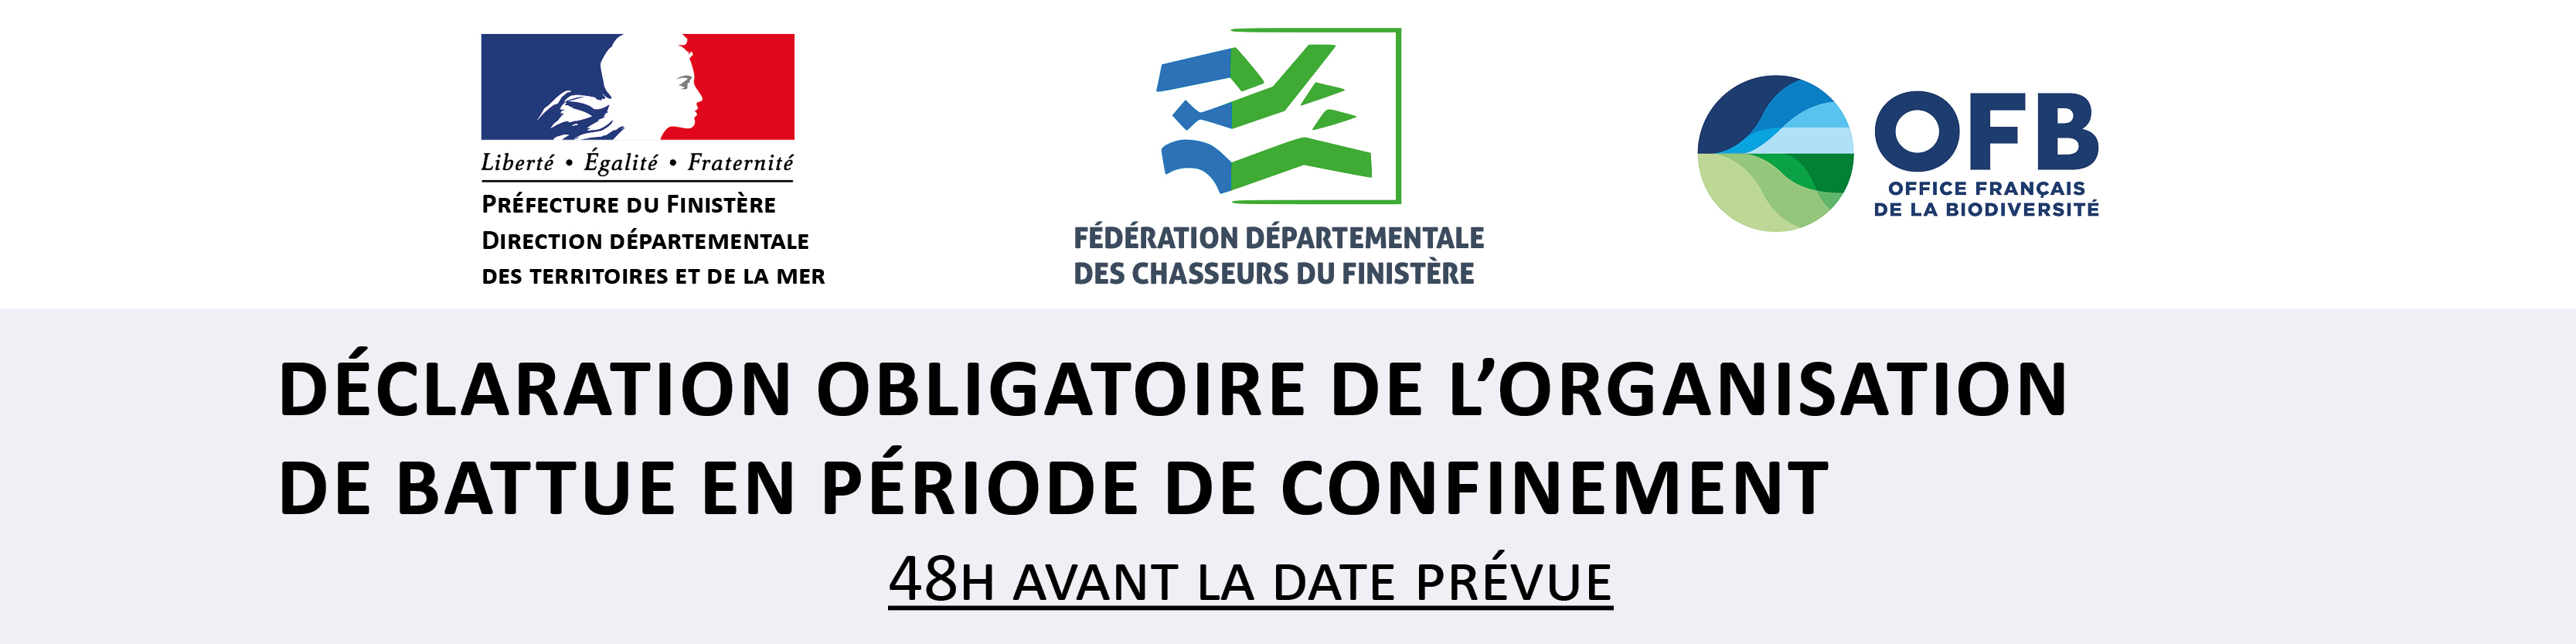 Liberté • Égalité • Fraternité
PRÉFECTURE DU FINISTÈRE
DIRECTION DÉPARTEMENTALE
DES TERRITOIRES ET DE LA MER
FÉDÉRATION DÉPARTEMENTALE
DES CHASSEURS DU FINISTÈRE
OFB
OFFICE FRANÇAIS
DE LA BIODIVERSITÉ
DÉCLARATION OBLIGATOIRE DE L’ORGANISATION
DE BATTUE EN PÉRIODE DE CONFINEMENT
48H AVANT LA DATE PRÉVUE